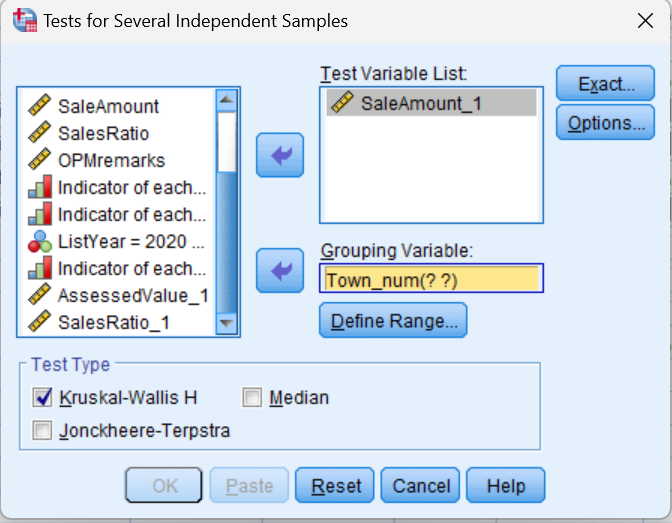 Tests for Several Independent Samples
SaleAmount
SalesRatio
OPMremarks
Indicator of each...
Indicator of each...
ListYear = 2020 ...
Indicator of each...
AssessedValue_1
SalesRatio_1
Test Variable List:
SaleAmount_1
Exact...
Options...
Grouping Variable:
Town_num(? ?)
Define Range...
Test Type
Kruskal-Wallis H
Median
Jonckheere-Terpstra
OK
Paste
Reset
Cancel
Help